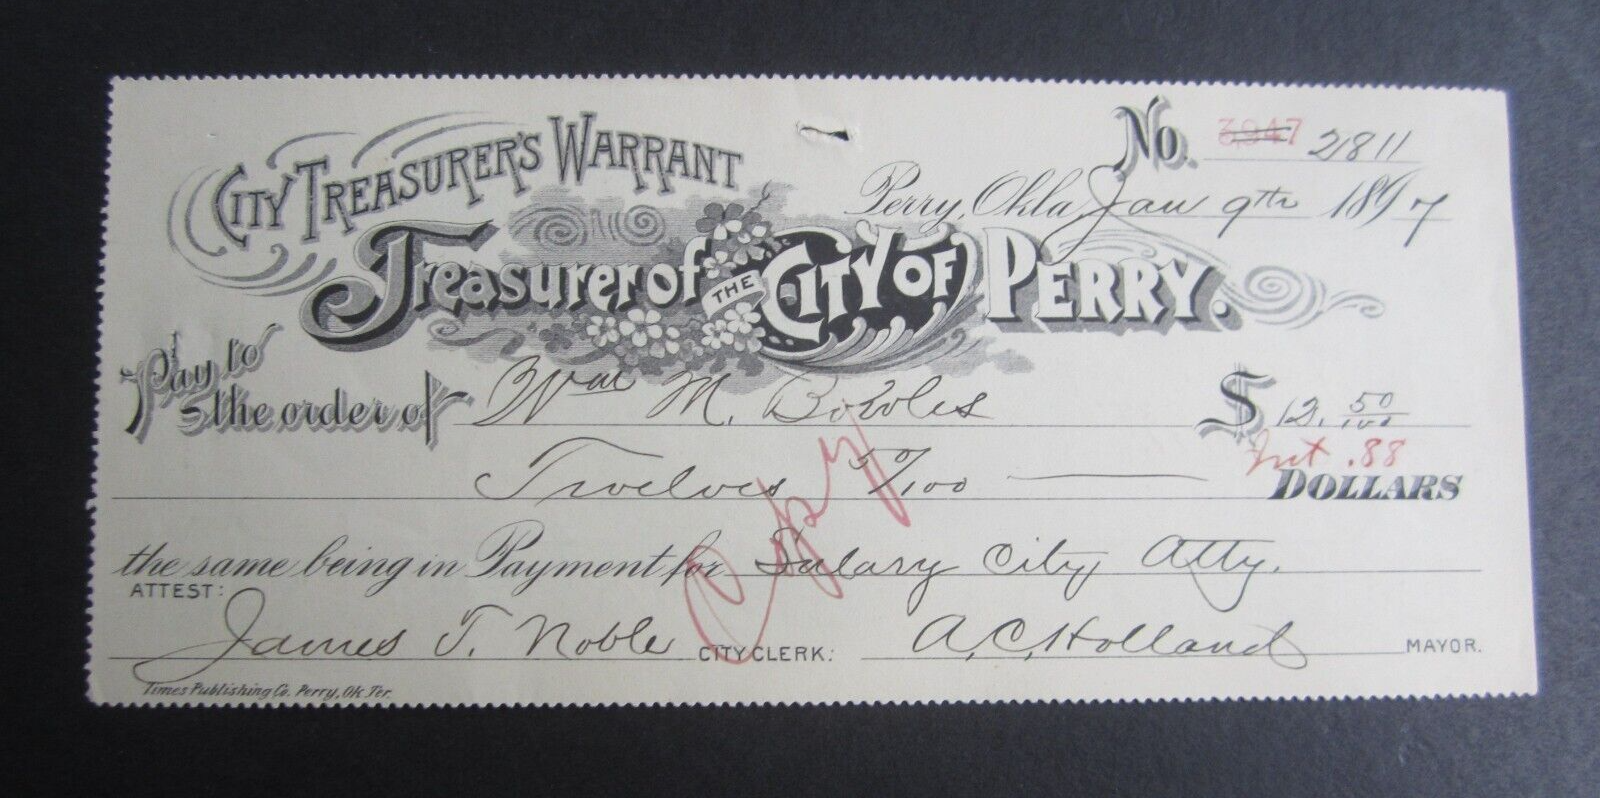 City Treasurer's Warrant
No. 3947 2811
Perry, Okla, Jan 9th 1897
Treasurer of the City of Perry.
Pay to the order of Wm M. Bowles $12. 50/100
Int .88
Twelves 50/100 Dollars
Copy
the same being in Payment for Salary City Atty.
ATTEST:
James T. Noble CITY CLERK: A.C. Holland MAYOR.
Times Publishing Co. Perry, Ok Ter.